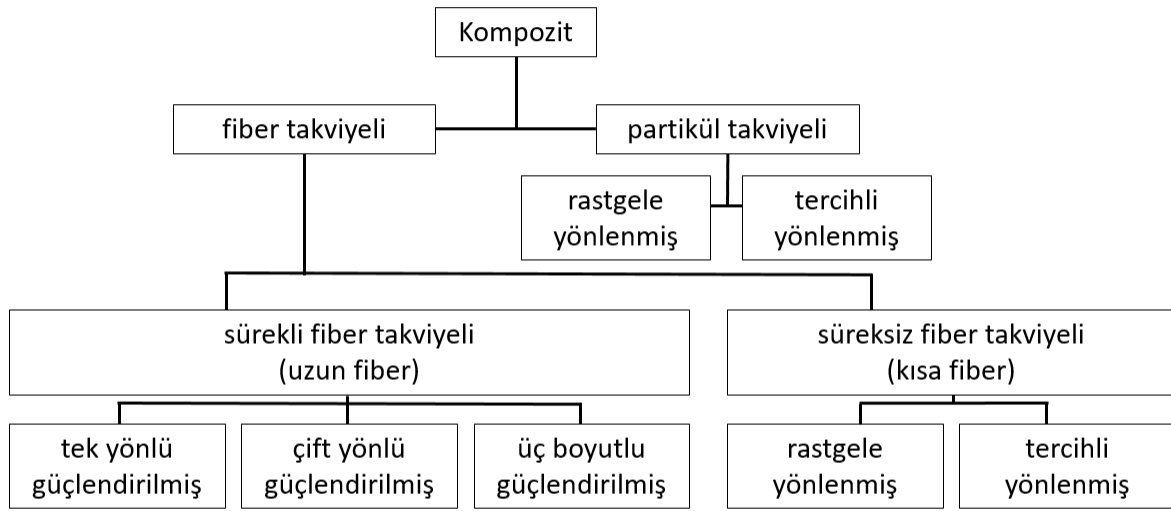 Kompozit
fiber takviyeli
partikül takviyeli
rastgele
yönlenmiş
tercihli
yönlenmiş
sürekli fiber takviyeli
(uzun fiber)
süreksiz fiber takviyeli
(kısa fiber)
tek yönlü
güçlendirilmiş
çift yönlü
güçlendirilmiş
üç boyutlu
güçlendirilmiş
rastgele
yönlenmiş
tercihli
yönlenmiş